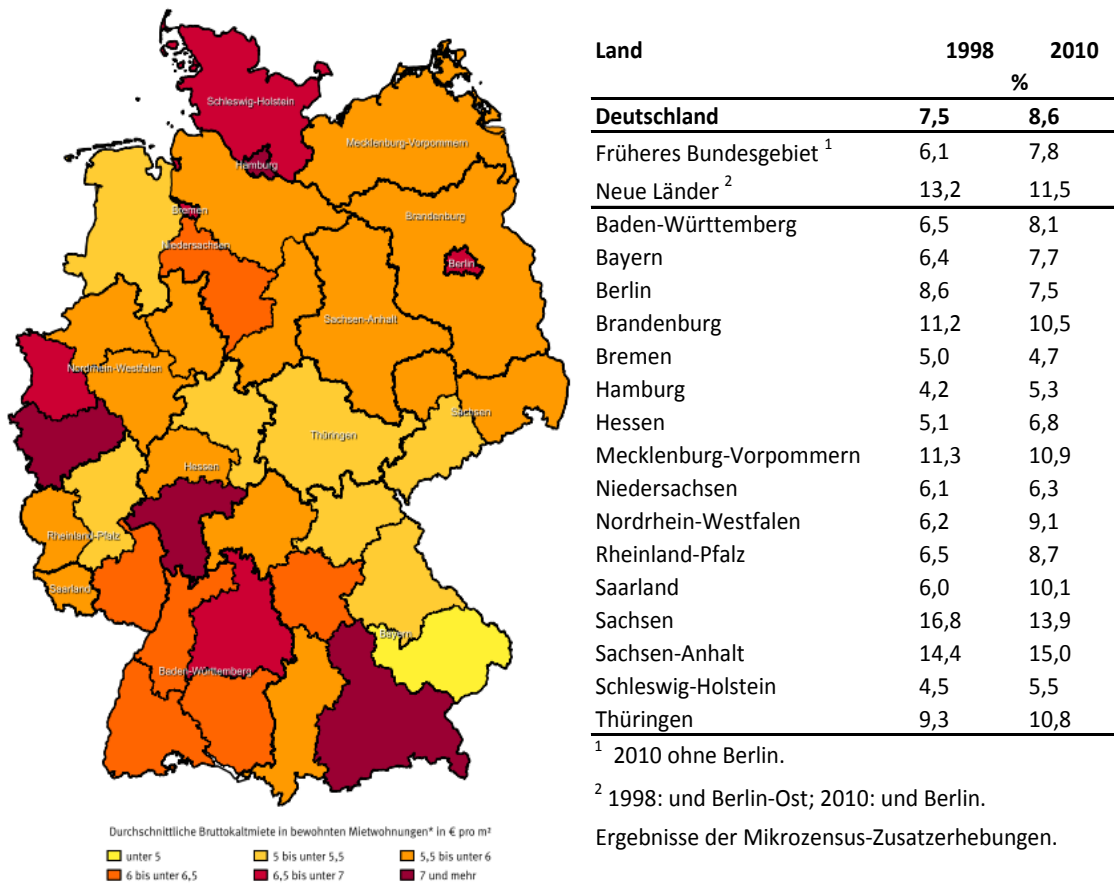 Schleswig-Holstein
Mecklenburg-Vorpommern
Hamburg
Bremen
Brandenburg
Niedersachsen
Berlin
Sachsen-Anhalt
Nordrhein-Westfalen
Sachsen
Thüringen
Hessen
Rheinland-Pfalz
Saarland
Bayern
Baden-Württemberg
Durchschnittliche Bruttokaltmiete in bewohnten Mietwohnungen* in € pro m²
unter 5 5 bis unter 5,5 5,5 bis unter 6
6 bis unter 6,5 6,5 bis unter 7 7 und mehr
Land 1998 2010
%
Deutschland 7,5 8,6
Früheres Bundesgebiet ¹ 6,1 7,8
Neue Länder ² 13,2 11,5
Baden-Württemberg 6,5 8,1
Bayern 6,4 7,7
Berlin 8,6 7,5
Brandenburg 11,2 10,5
Bremen 5,0 4,7
Hamburg 4,2 5,3
Hessen 5,1 6,8
Mecklenburg-Vorpommern 11,3 10,9
Niedersachsen 6,1 6,3
Nordrhein-Westfalen 6,2 9,1
Rheinland-Pfalz 6,5 8,7
Saarland 6,0 10,1
Sachsen 16,8 13,9
Sachsen-Anhalt 14,4 15,0
Schleswig-Holstein 4,5 5,5
Thüringen 9,3 10,8
¹ 2010 ohne Berlin.
² 1998: und Berlin-Ost; 2010: und Berlin.
Ergebnisse der Mikrozensus-Zusatzerhebungen.